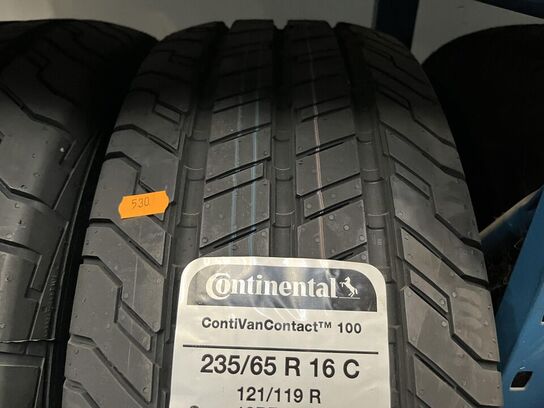 530
Continental
ContiVanContact™ 100
235/65 R 16 C
121/119 R